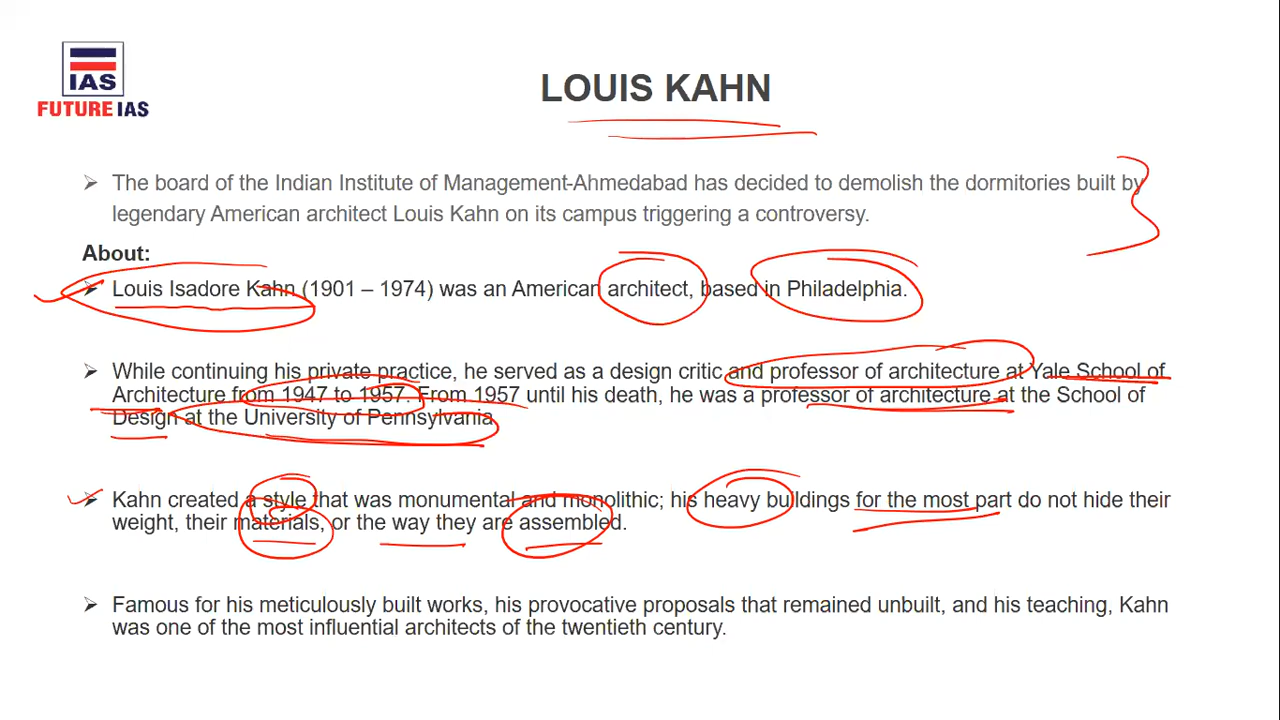 IAS
FUTURE IAS
LOUIS KAHN
➢ The board of the Indian Institute of Management-Ahmedabad has decided to demolish the dormitories built by
legendary American architect Louis Kahn on its campus triggering a controversy.
About:
➢ Louis Isadore Kahn (1901 – 1974) was an American architect, based in Philadelphia.
➢ While continuing his private practice, he served as a design critic and professor of architecture at Yale School of
Architecture from 1947 to 1957. From 1957 until his death, he was a professor of architecture at the School of
Design at the University of Pennsylvania
➢ Kahn created a style that was monumental and monolithic; his heavy buildings for the most part do not hide their
weight, their materials, or the way they are assembled.
➢ Famous for his meticulously built works, his provocative proposals that remained unbuilt, and his teaching, Kahn
was one of the most influential architects of the twentieth century.